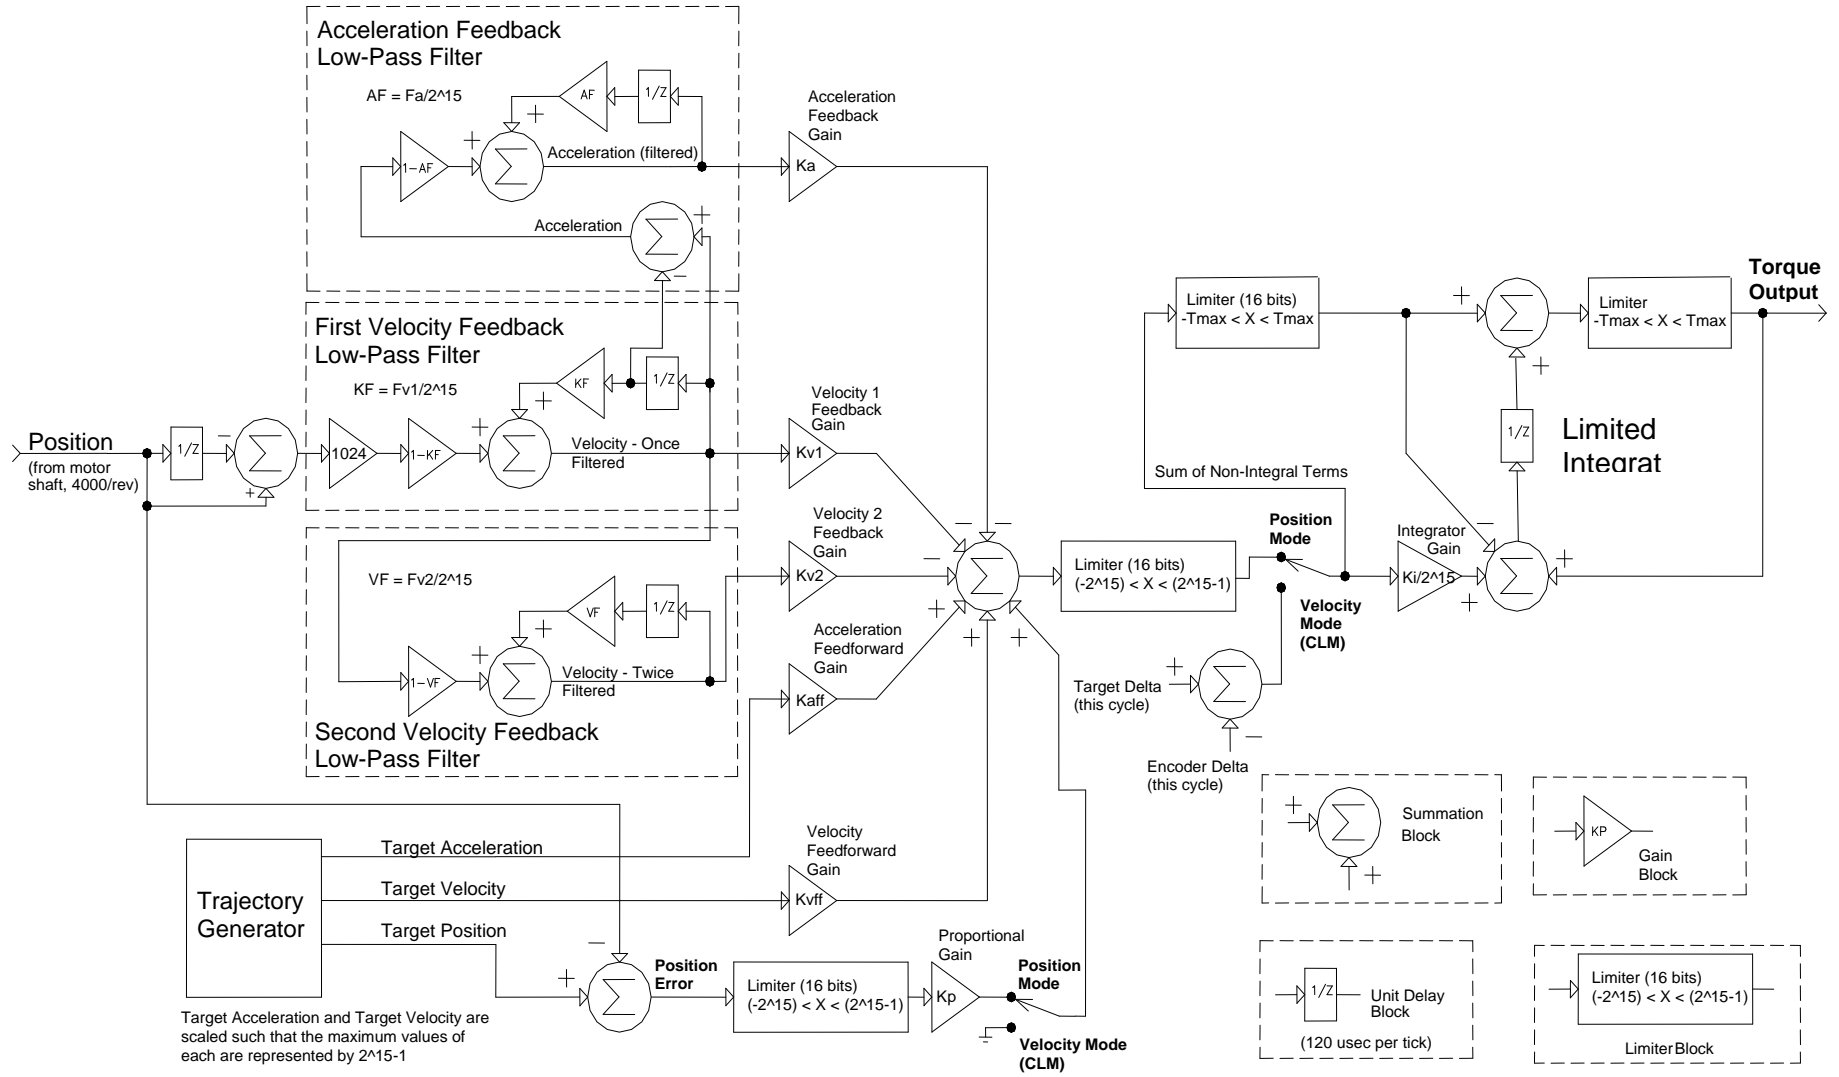 Acceleration Feedback
Low-Pass Filter
AF = Fa/2^15
AF
1/Z
+
+
1-AF
Acceleration (filtered)
Acceleration
Feedback
Gain
Ka
Acceleration
+
−
First Velocity Feedback
Low-Pass Filter
KF = Fv1/2^15
KF
1/Z
+
+
Position
(from motor
shaft, 4000/rev)
1/Z
−
+
1024
1-KF
Velocity - Once
Filtered
Velocity 1
Feedback
Gain
Kv1
VF = Fv2/2^15
VF
1/Z
+
+
1-VF
Velocity - Twice
Filtered
Second Velocity Feedback
Low-Pass Filter
Velocity 2
Feedback
Gain
Kv2
Acceleration
Feedforward
Gain
Kaff
−
−
−
+
+
+
Limiter (16 bits)
(-2^15) < X < (2^15-1)
Position
Mode
Velocity
Mode
(CLM)
Sum of Non-Integral Terms
Limiter (16 bits)
-Tmax < X < Tmax
+
+
Limiter
-Tmax < X < Tmax
Torque
Output
1/Z
Limited
Integrat
Integrator
Gain
Ki/2^15
−
+
+
+
Target Delta
(this cycle)
−
Encoder Delta
(this cycle)
Trajectory
Generator
Target Acceleration
Target Velocity
Target Position
Velocity
Feedforward
Gain
Kvff
−
+
Position
Error
Limiter (16 bits)
(-2^15) < X < (2^15-1)
Proportional
Gain
Kp
Position
Mode
Velocity Mode
(CLM)
Target Acceleration and Target Velocity are
scaled such that the maximum values of
each are represented by 2^15-1
+
+
Summation
Block
KP
Gain
Block
1/Z
Unit Delay
Block
(120 usec per tick)
Limiter (16 bits)
(-2^15) < X < (2^15-1)
Limiter Block